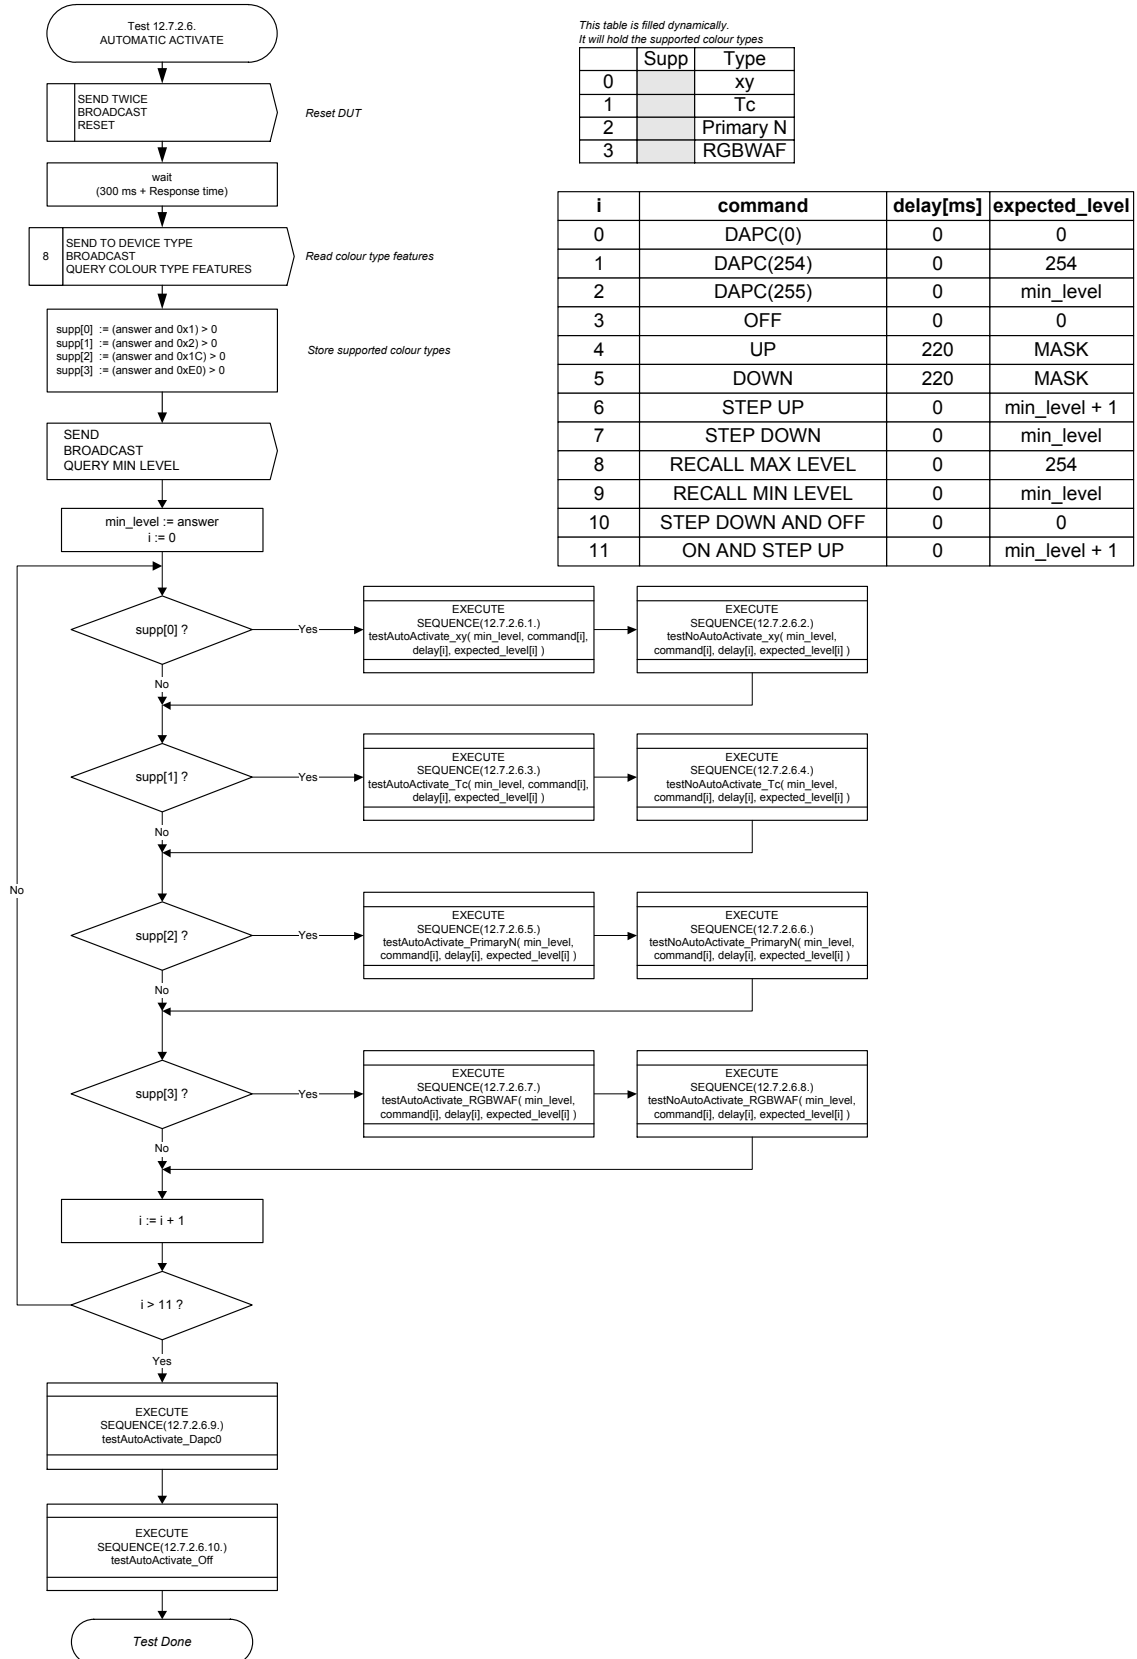 Test 12.7.2.6.
AUTOMATIC ACTIVATE
SEND TWICE
BROADCAST
RESET
Reset DUT
wait
(300 ms + Response time)
8
SEND TO DEVICE TYPE
BROADCAST
QUERY COLOUR TYPE FEATURES
Read colour type features
supp[0] := (answer and 0x1) > 0
supp[1] := (answer and 0x2) > 0
supp[2] := (answer and 0x1C) > 0
supp[3] := (answer and 0xE0) > 0
Store supported colour types
SEND
BROADCAST
QUERY MIN LEVEL
min_level := answer
i := 0
This table is filled dynamically.
It will hold the supported colour types
Supp Type
0 xy
1 Tc
2 Primary N
3 RGBWAF
i command delay[ms] expected_level
0 DAPC(0) 0 0
1 DAPC(254) 0 254
2 DAPC(255) 0 min_level
3 OFF 0 0
4 UP 220 MASK
5 DOWN 220 MASK
6 STEP UP 0 min_level + 1
7 STEP DOWN 0 min_level
8 RECALL MAX LEVEL 0 254
9 RECALL MIN LEVEL 0 min_level
10 STEP DOWN AND OFF 0 0
11 ON AND STEP UP 0 min_level + 1
supp[0] ?
Yes
EXECUTE
SEQUENCE(12.7.2.6.1.)
testAutoActivate_xy( min_level, command[i],
delay[i], expected_level[i] )
EXECUTE
SEQUENCE(12.7.2.6.2.)
testNoAutoActivate_xy( min_level,
command[i], delay[i], expected_level[i] )
No
supp[1] ?
Yes
EXECUTE
SEQUENCE(12.7.2.6.3.)
testAutoActivate_Tc( min_level, command[i],
delay[i], expected_level[i] )
EXECUTE
SEQUENCE(12.7.2.6.4.)
testNoAutoActivate_Tc( min_level,
command[i], delay[i], expected_level[i] )
No
No
supp[2] ?
Yes
EXECUTE
SEQUENCE(12.7.2.6.5.)
testAutoActivate_PrimaryN( min_level,
command[i], delay[i], expected_level[i] )
EXECUTE
SEQUENCE(12.7.2.6.6.)
testNoAutoActivate_PrimaryN( min_level,
command[i], delay[i], expected_level[i] )
No
supp[3] ?
Yes
EXECUTE
SEQUENCE(12.7.2.6.7.)
testAutoActivate_RGBWAF( min_level,
command[i], delay[i], expected_level[i] )
EXECUTE
SEQUENCE(12.7.2.6.8.)
testNoAutoActivate_RGBWAF( min_level,
command[i], delay[i], expected_level[i] )
No
i := i + 1
i > 11 ?
Yes
EXECUTE
SEQUENCE(12.7.2.6.9.)
testAutoActivate_Dapc0
EXECUTE
SEQUENCE(12.7.2.6.10.)
testAutoActivate_Off
Test Done